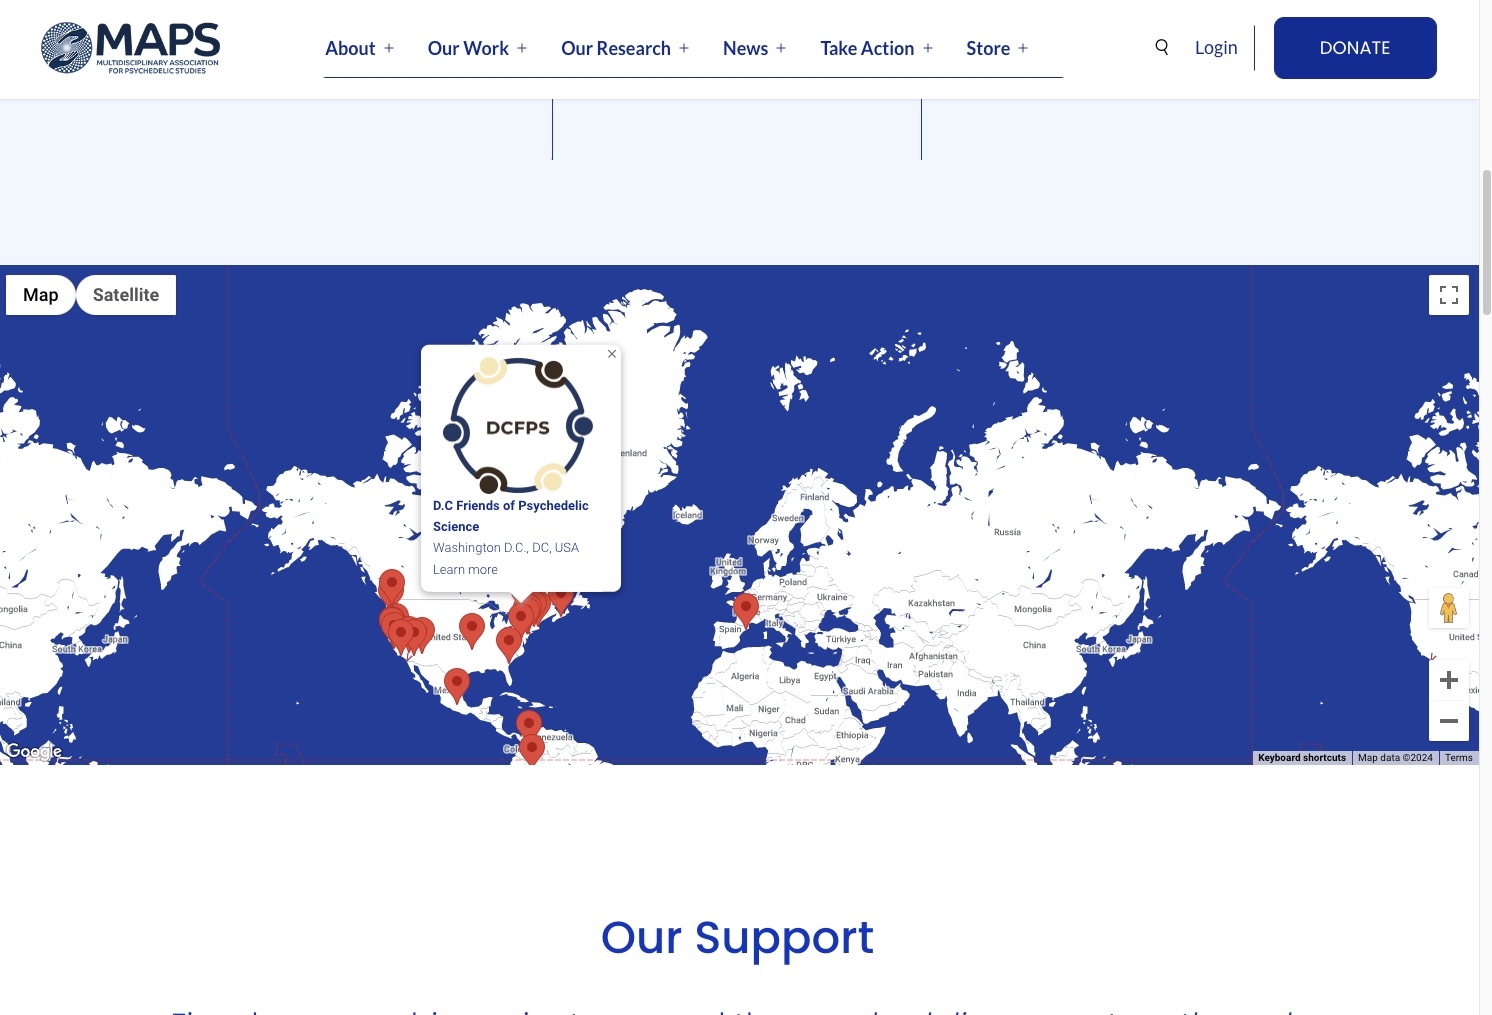 MAPS
MULTIDISCIPLINARY ASSOCIATION
FOR PSYCHEDELIC STUDIES
About +
Our Work +
Our Research +
News +
Take Action +
Store +
Login
DONATE
Map
Satellite
DCFPS
D.C Friends of Psychedelic
Science
Washington D.C., DC, USA
Learn more
enland
Iceland
Finland
Sweden
Norway
Russia
United
Kingdom
Poland
Germany
Ukraine
Kazakhstan
Mongolia
Spain
Italy
Türkiye
China
South Korea
Japan
Iraq
Iran
Afghanistan
Pakistan
Algeria
Libya
Egypt
Saudi Arabia
India
Thailand
Mali
Niger
Chad
Sudan
Nigeria
Ethiopia
Kenya
DRC
ongolia
China
South Korea
Japan
ailand
nited Sta
Me
nezuela
Col
Canad
United S
exic
Google
Keyboard shortcuts
Map data ©2024
Terms
Our Support